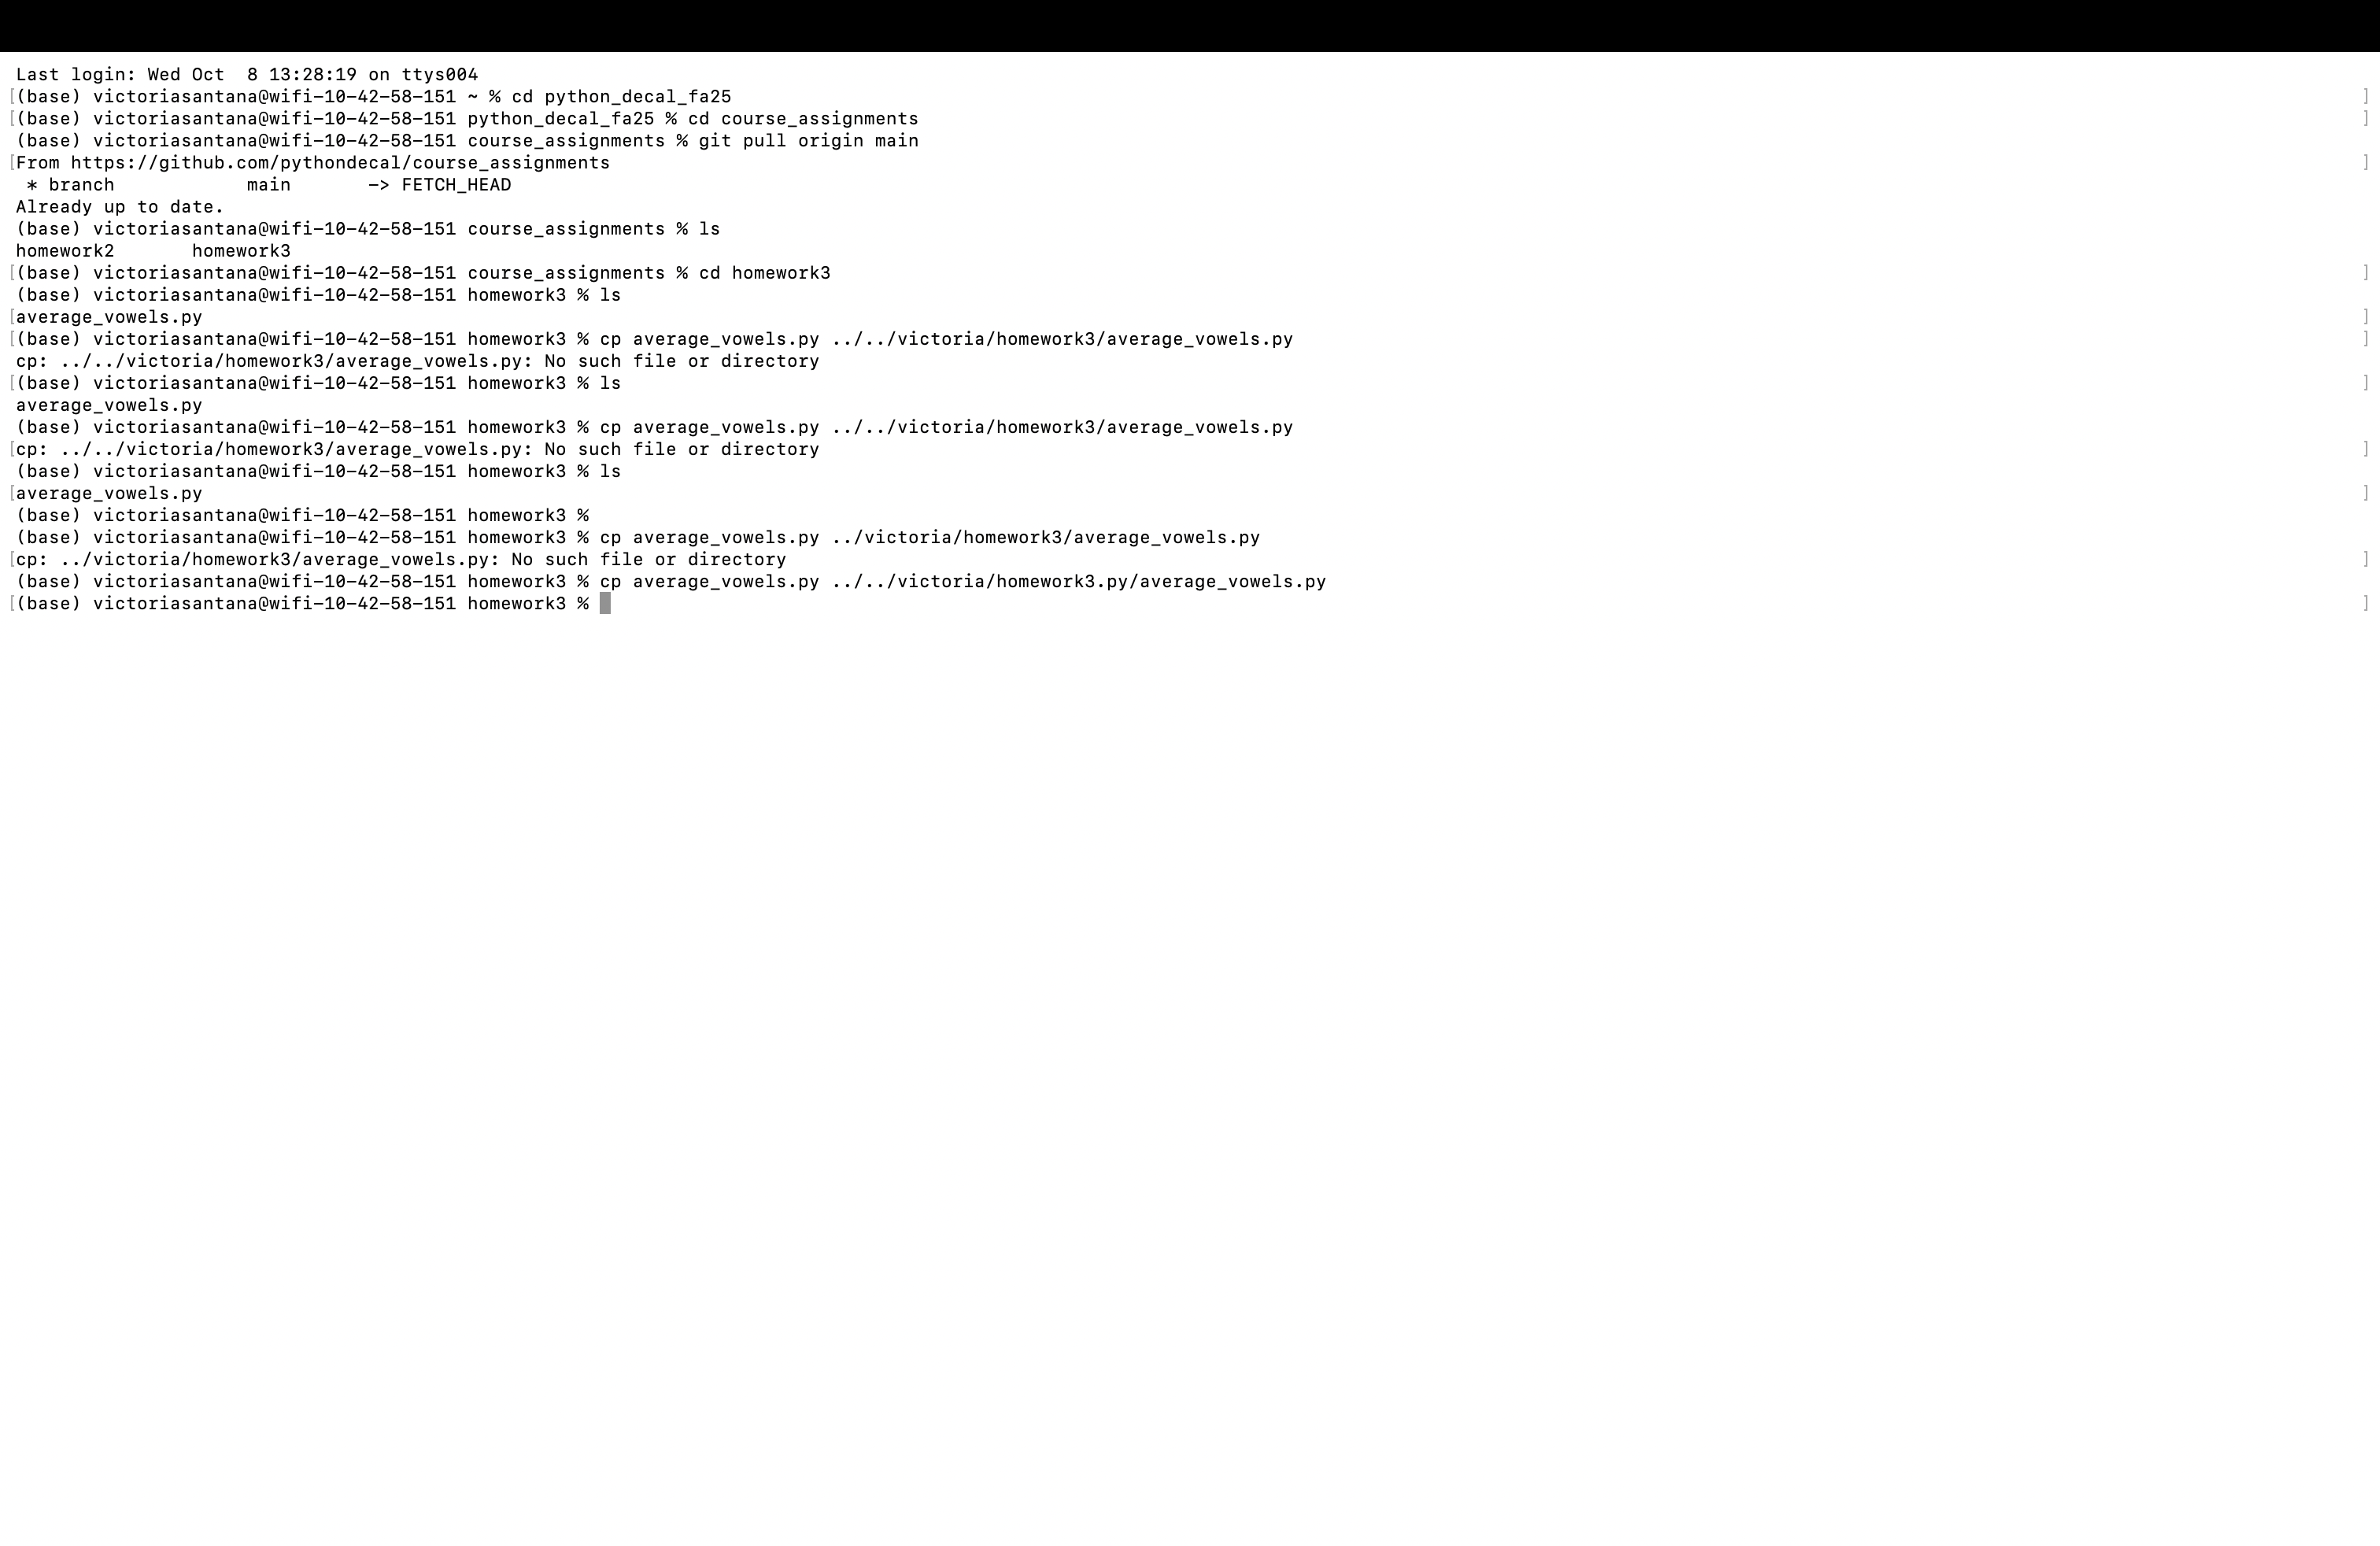 Last login: Wed Oct  8 13:28:19 on ttys004
[(base) victoriasantana@wifi-10-42-58-151 ~ % cd python_decal_fa25 ]
[(base) victoriasantana@wifi-10-42-58-151 python_decal_fa25 % cd course_assignments ]
(base) victoriasantana@wifi-10-42-58-151 course_assignments % git pull origin main
[From https://github.com/pythondecal/course_assignments ]
 * branch            main       -> FETCH_HEAD
Already up to date.
(base) victoriasantana@wifi-10-42-58-151 course_assignments % ls
homework2       homework3
[(base) victoriasantana@wifi-10-42-58-151 course_assignments % cd homework3 ]
(base) victoriasantana@wifi-10-42-58-151 homework3 % ls
[average_vowels.py ]
[(base) victoriasantana@wifi-10-42-58-151 homework3 % cp average_vowels.py ../../victoria/homework3/average_vowels.py ]
cp: ../../victoria/homework3/average_vowels.py: No such file or directory
[(base) victoriasantana@wifi-10-42-58-151 homework3 % ls ]
average_vowels.py
(base) victoriasantana@wifi-10-42-58-151 homework3 % cp average_vowels.py ../../victoria/homework3/average_vowels.py
[cp: ../../victoria/homework3/average_vowels.py: No such file or directory ]
(base) victoriasantana@wifi-10-42-58-151 homework3 % ls
[average_vowels.py ]
(base) victoriasantana@wifi-10-42-58-151 homework3 %
(base) victoriasantana@wifi-10-42-58-151 homework3 % cp average_vowels.py ../victoria/homework3/average_vowels.py
[cp: ../victoria/homework3/average_vowels.py: No such file or directory ]
(base) victoriasantana@wifi-10-42-58-151 homework3 % cp average_vowels.py ../../victoria/homework3.py/average_vowels.py
[(base) victoriasantana@wifi-10-42-58-151 homework3 % ]